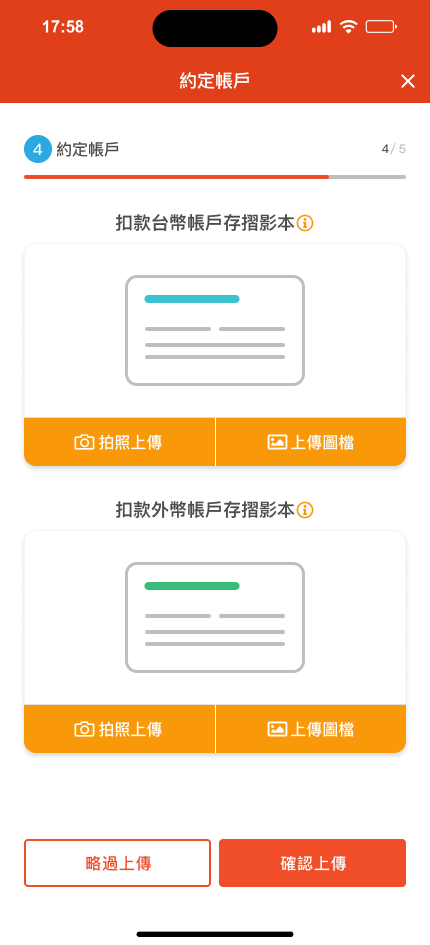 17:58
約定帳戶
4 約定帳戶 4/5
扣款台幣帳戶存摺影本
拍照上傳 上傳圖檔
扣款外幣帳戶存摺影本
拍照上傳 上傳圖檔
略過上傳 確認上傳